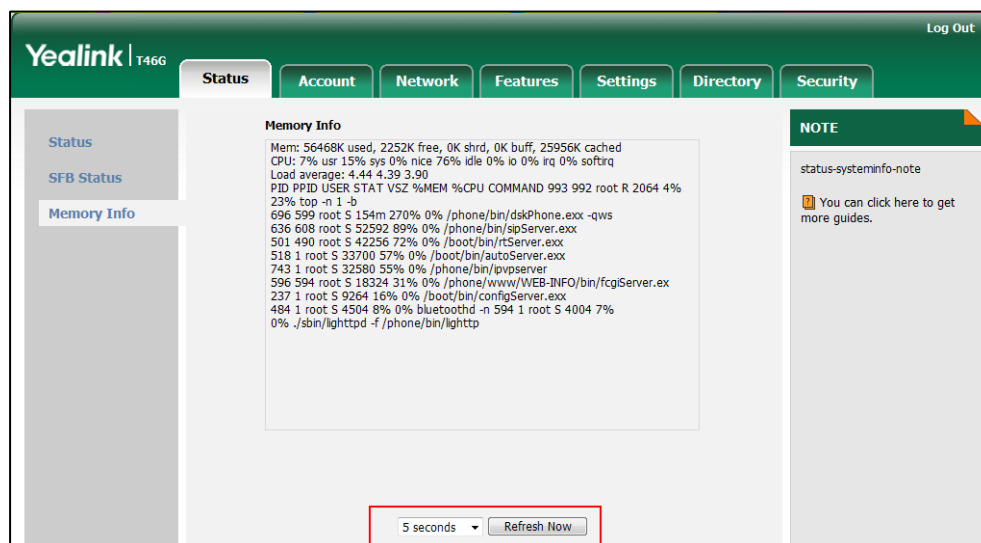 Log Out
Yealink | T46G
Status
Account
Network
Features
Settings
Directory
Security
Status
SFB Status
Memory Info
Memory Info
Mem: 56468K used, 2252K free, 0K shrd, 0K buff, 25956K cached
CPU: 7% usr 15% sys 0% nice 76% idle 0% io 0% irq 0% softirq
Load average: 4.44 4.39 3.90
PID PPID USER STAT VSZ %MEM %CPU COMMAND 993 992 root R 2064 4%
23% top -n 1 -b
696 599 root S 154m 270% 0% /phone/bin/dskPhone.exx -qws
636 608 root S 52592 89% 0% /phone/bin/sipServer.exx
501 490 root S 42256 72% 0% /boot/bin/rtServer.exx
518 1 root S 33700 57% 0% /boot/bin/autoServer.exx
743 1 root S 32580 55% 0% /phone/bin/ipvpserver
596 594 root S 18324 31% 0% /phone/www/WEB-INFO/bin/fcgiServer.ex
237 1 root S 9264 16% 0% /boot/bin/configServer.exx
484 1 root S 4504 8% 0% bluetoothd -n 594 1 root S 4004 7%
0% ./sbin/lighttpd -f /phone/bin/lighttp
5 seconds
Refresh Now
NOTE
status-systeminfo-note
You can click here to get
more guides.